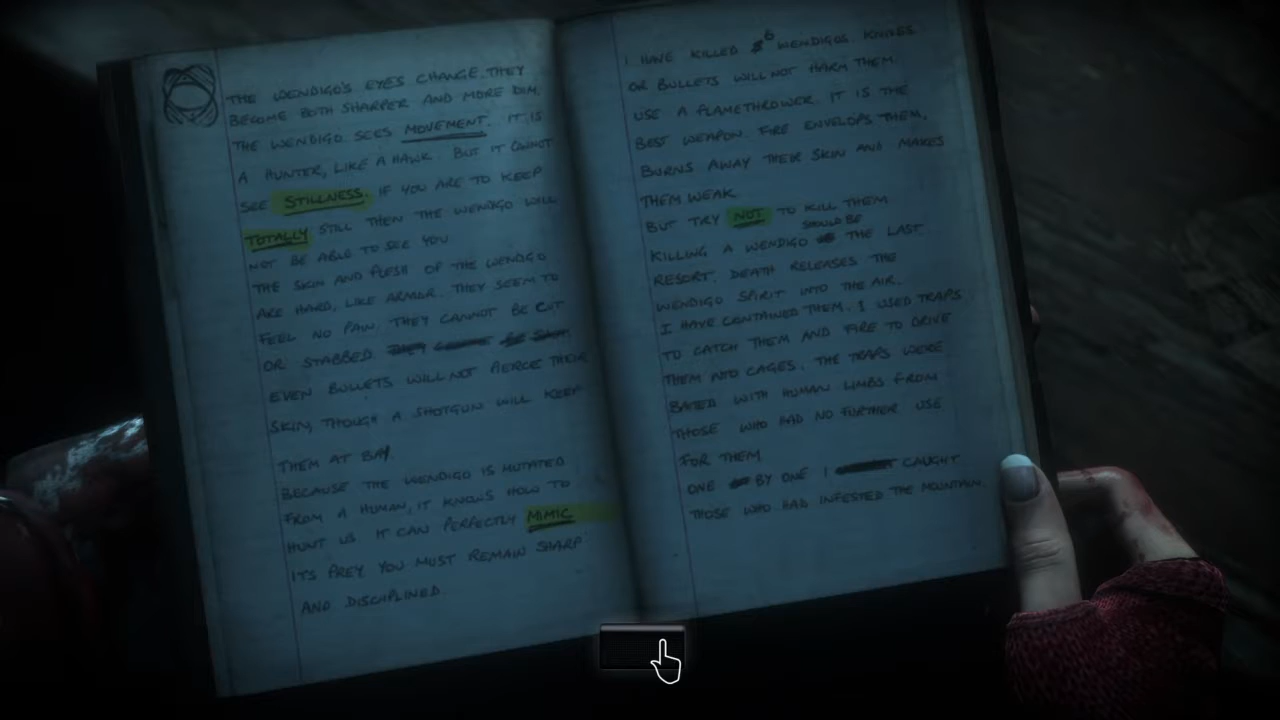 THE WENDIGO'S EYES CHANGE. THEY
BECOME BOTH SHARPER AND MORE DIM.
THE WENDIGO SEES MOVEMENT. IT IS
A HUNTER, LIKE A HAWK. BUT IT CANNOT
SEE STILLNESS. IF YOU ARE TO KEEP
TOTALLY STILL THEN THE WENDIGO WILL
NOT BE ABLE TO SEE YOU
THE SKIN AND FLESH OF THE WENDIGO
ARE HARD, LIKE ARMOR. THEY SEEM TO
FEEL NO PAIN. THEY CANNOT BE CUT
OR STABBED.
EVEN BULLETS WILL NOT PIERCE THEIR
SKIN, THOUGH A SHOTGUN WILL KEEP
THEM AT BAY.
BECAUSE THE WENDIGO IS MUTATED
FROM A HUMAN, IT KNOWS HOW TO
HUNT US IT CAN PERFECTLY MIMIC
ITS PREY YOU MUST REMAIN SHARP
AND DISCIPLINED.
I HAVE KILLED 6 WENDIGOS KNIVES
OR BULLETS WILL NOT HARM THEM.
USE A FLAMETHROWER. IT IS THE
BEST WEAPON. FIRE ENVELOPS THEM,
BURNS AWAY THEIR SKIN AND MAKES
THEM WEAK
BUT TRY NOT TO KILL THEM
KILLING A WENDIGO SHOULD BE THE LAST
RESORT. DEATH RELEASES THE
WENDIGO SPIRIT INTO THE AIR.
I HAVE CONTAINED THEM. I USED TRAPS
TO CATCH THEM AND FIRE TO DRIVE
THEM INTO CAGES. THE TRAPS WERE
BAITED WITH HUMAN LIMBS FROM
THOSE WHO HAD NO FURTHER USE
FOR THEM
ONE BY ONE I CAUGHT
THOSE WHO HAD INFESTED THE MOUNTAIN.